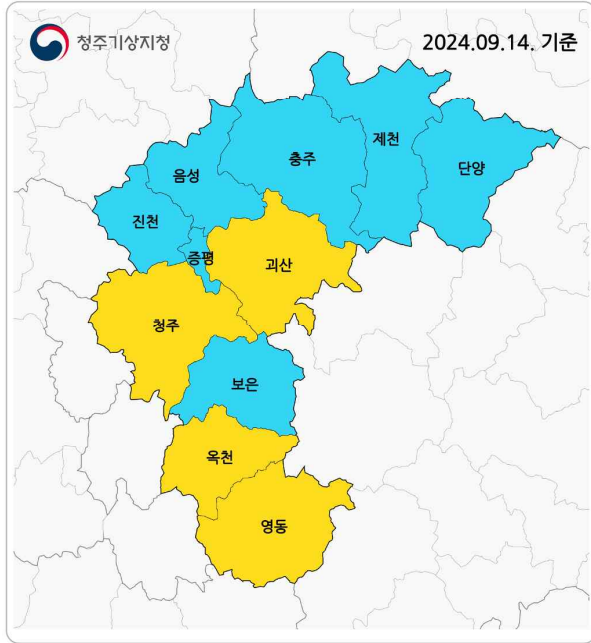 청주기상지청
2024.09.14. 기준
제천
충주
단양
음성
진천
증평
괴산
청주
보은
옥천
영동